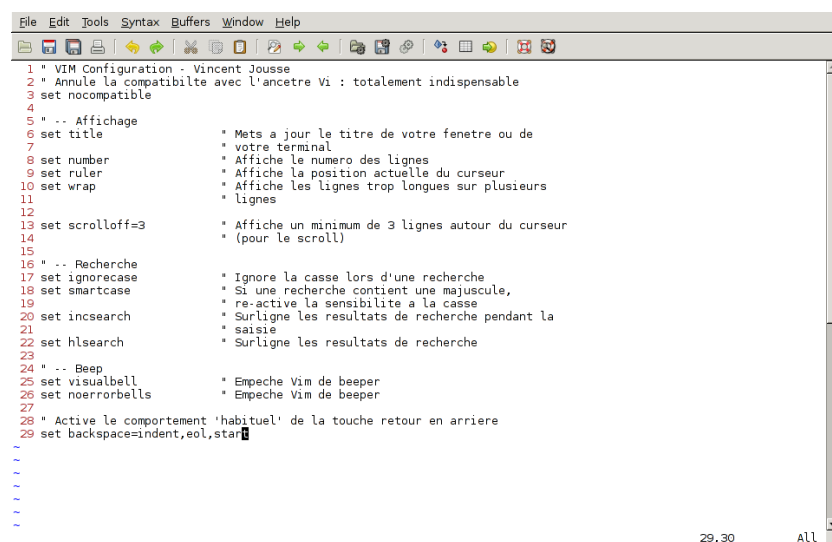 File Edit Tools Syntax Buffers Window Help
1 " VIM Configuration - Vincent Jousse
2 " Annule la compatibilte avec l'ancetre Vi : totalement indispensable
3 set nocompatible
4
5 " -- Affichage
6 set title " Mets a jour le titre de votre fenetre ou de
7 " votre terminal
8 set number " Affiche le numero des lignes
9 set ruler " Affiche la position actuelle du curseur
10 set wrap " Affiche les lignes trop longues sur plusieurs
11 " lignes
12
13 set scrolloff=3 " Affiche un minimum de 3 lignes autour du curseur
14 " (pour le scroll)
15
16 " -- Recherche
17 set ignorecase " Ignore la casse lors d'une recherche
18 set smartcase " Si une recherche contient une majuscule,
19 " re-active la sensibilite a la casse
20 set incsearch " Surligne les resultats de recherche pendant la
21 " saisie
22 set hlsearch " Surligne les resultats de recherche
23
24 " -- Beep
25 set visualbell " Empeche Vim de beeper
26 set noerrorbells " Empeche Vim de beeper
27
28 " Active le comportement 'habituel' de la touche retour en arriere
29 set backspace=indent,eol,start
~
~
~
~
~
~
29,30 All